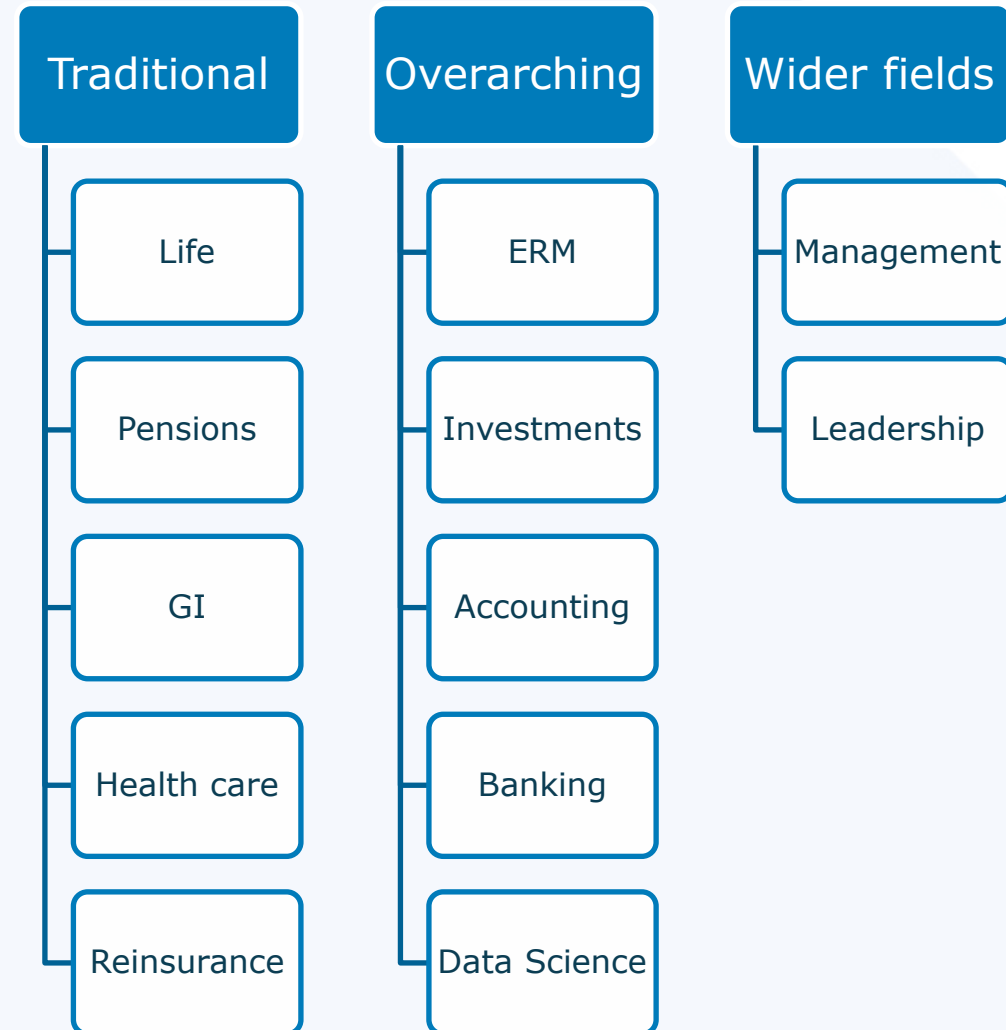 Traditional
Life
Pensions
GI
Health care
Reinsurance
Overarching
ERM
Investments
Accounting
Banking
Data Science
Wider fields
Management
Leadership